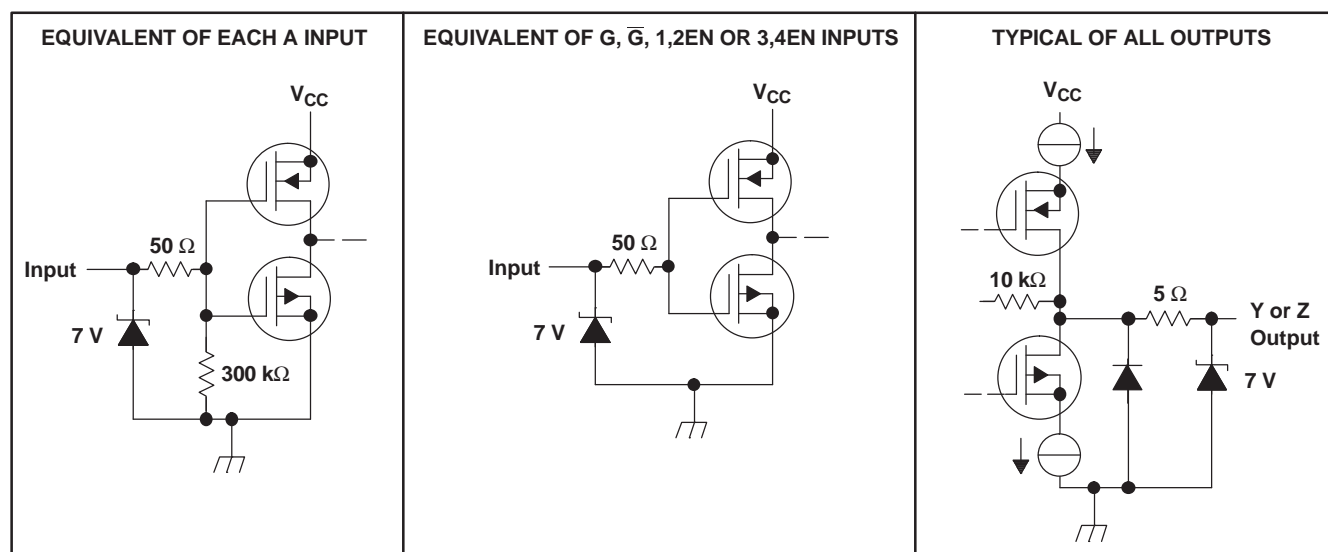 EQUIVALENT OF EACH A INPUT
VCC
50 Ω
Input
7 V
300 kΩ
EQUIVALENT OF G, G̅, 1,2EN OR 3,4EN INPUTS
VCC
50 Ω
Input
7 V
TYPICAL OF ALL OUTPUTS
VCC
10 kΩ
5 Ω
Y or Z
Output
7 V